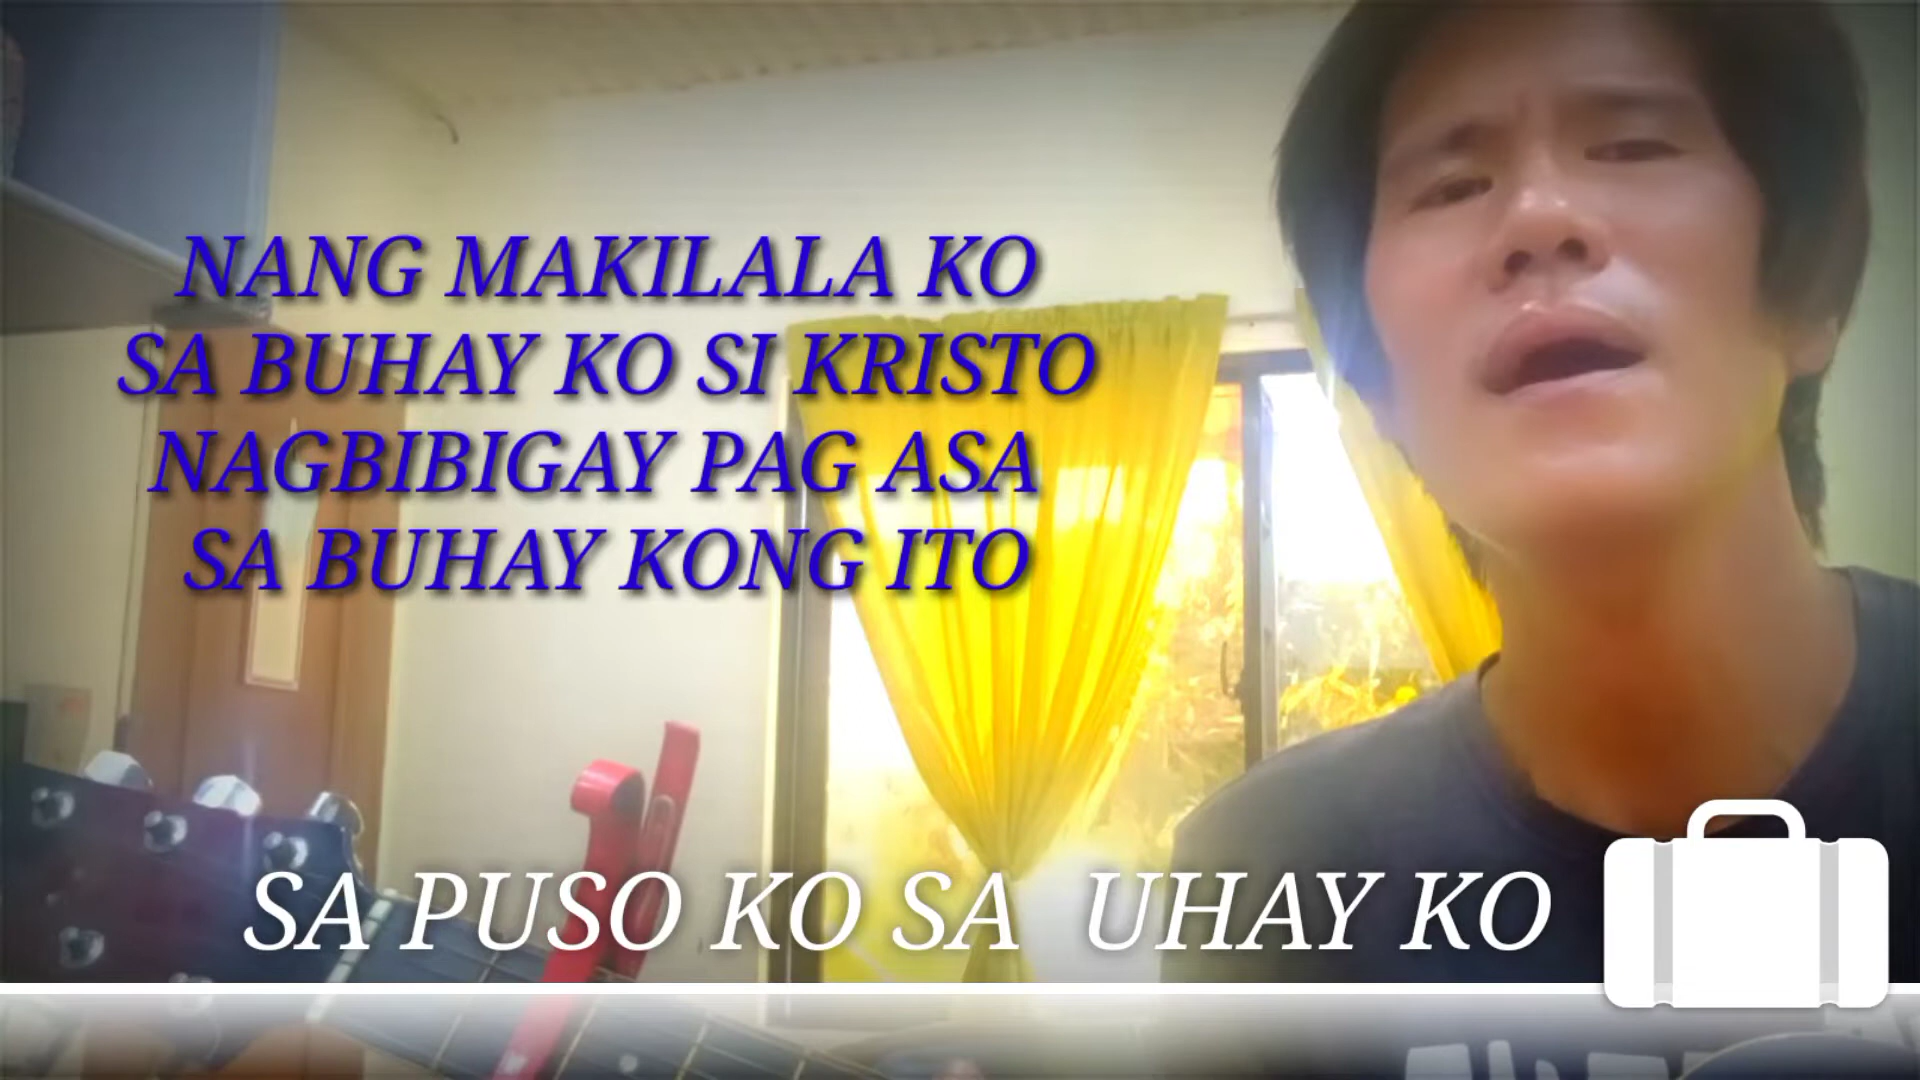 NANG MAKILALA KO
SA BUHAY KO SI KRISTO
NAGBIBIGAY PAG ASA
SA BUHAY KONG ITO
SA PUSO KO SA UHAY KO